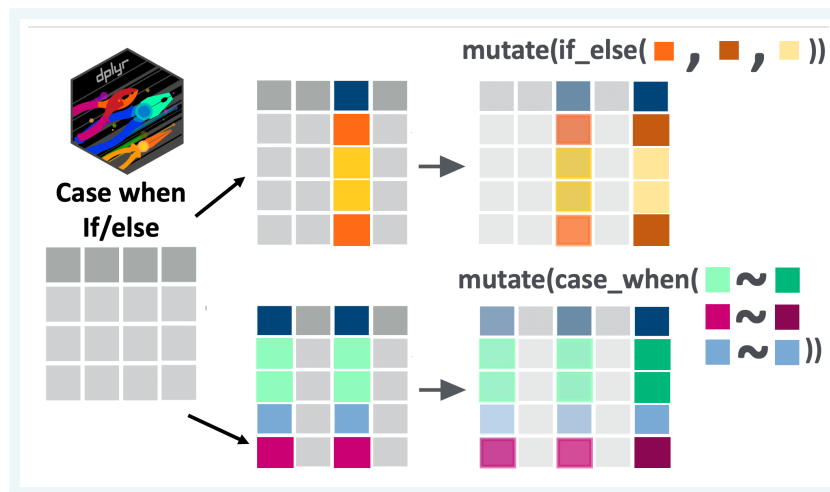 dplyr
Case when
If/else
mutate(if_else( , , ))
mutate(case_when( ~
~
~ ))